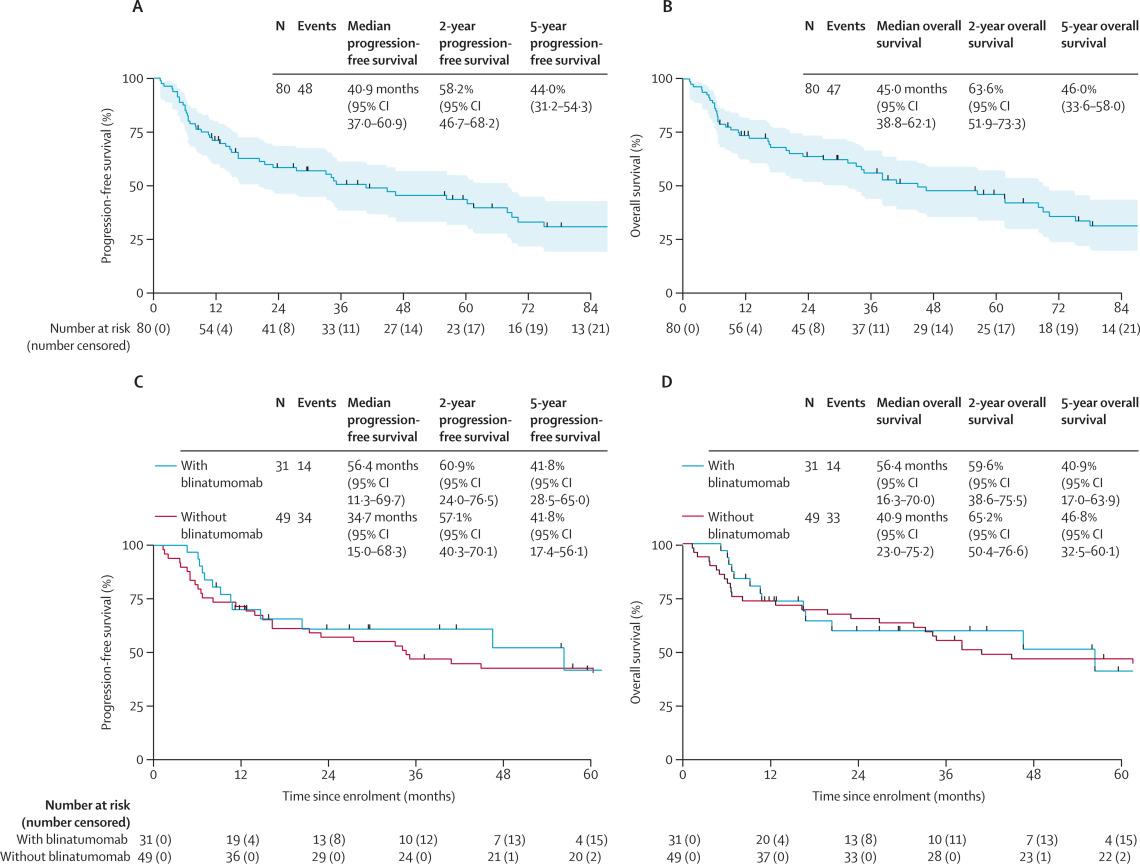 A
N Events Median progression-free survival 2-year progression-free survival 5-year progression-free survival
80 48 40·9 months (95% CI 37·0–60·9) 58·2% (95% CI 46·7–68·2) 44·0% (31·2–54·3)
Progression-free survival (%)
100
75
50
25
0
0 12 24 36 48 60 72 84
Number at risk (number censored)
80 (0) 54 (4) 41 (8) 33 (11) 27 (14) 23 (17) 16 (19) 13 (21)
B
N Events Median overall survival 2-year overall survival 5-year overall survival
80 47 45·0 months (95% CI 38·8–62·1) 63·6% (95% CI 51·9–73·3) 46·0% (33·6–58·0)
Overall survival (%)
100
75
50
25
0
0 12 24 36 48 60 72 84
80 (0) 56 (4) 45 (8) 37 (11) 29 (14) 25 (17) 18 (19) 14 (21)
C
N Events Median progression-free survival 2-year progression-free survival 5-year progression-free survival
With blinatumomab 31 14 56·4 months (95% CI 11·3–69·7) 60·9% (95% CI 24·0–76·5) 41·8% (95% CI 28·5–65·0)
Without blinatumomab 49 34 34·7 months (95% CI 15·0–68·3) 57·1% (95% CI 40·3–70·1) 41·8% (95% CI 17·4–56·1)
Progression-free survival (%)
100
75
50
25
0
0 12 24 36 48 60
Time since enrolment (months)
Number at risk (number censored)
With blinatumomab 31 (0) 19 (4) 13 (8) 10 (12) 7 (13) 4 (15)
Without blinatumomab 49 (0) 36 (0) 29 (0) 24 (0) 21 (1) 20 (2)
D
N Events Median overall survival 2-year overall survival 5-year overall survival
With blinatumomab 31 14 56·4 months (95% CI 16·3–70·0) 59·6% (95% CI 38·6–75·5) 40·9% (95% CI 17·0–63·9)
Without blinatumomab 49 33 40·9 months (95% CI 23·0–75·2) 65·2% (95% CI 50·4–76·6) 46·8% (95% CI 32·5–60·1)
Overall survival (%)
100
75
50
25
0
0 12 24 36 48 60
Time since enrolment (months)
31 (0) 20 (4) 13 (8) 10 (11) 7 (13) 4 (15)
49 (0) 37 (0) 33 (0) 28 (0) 23 (1) 22 (2)